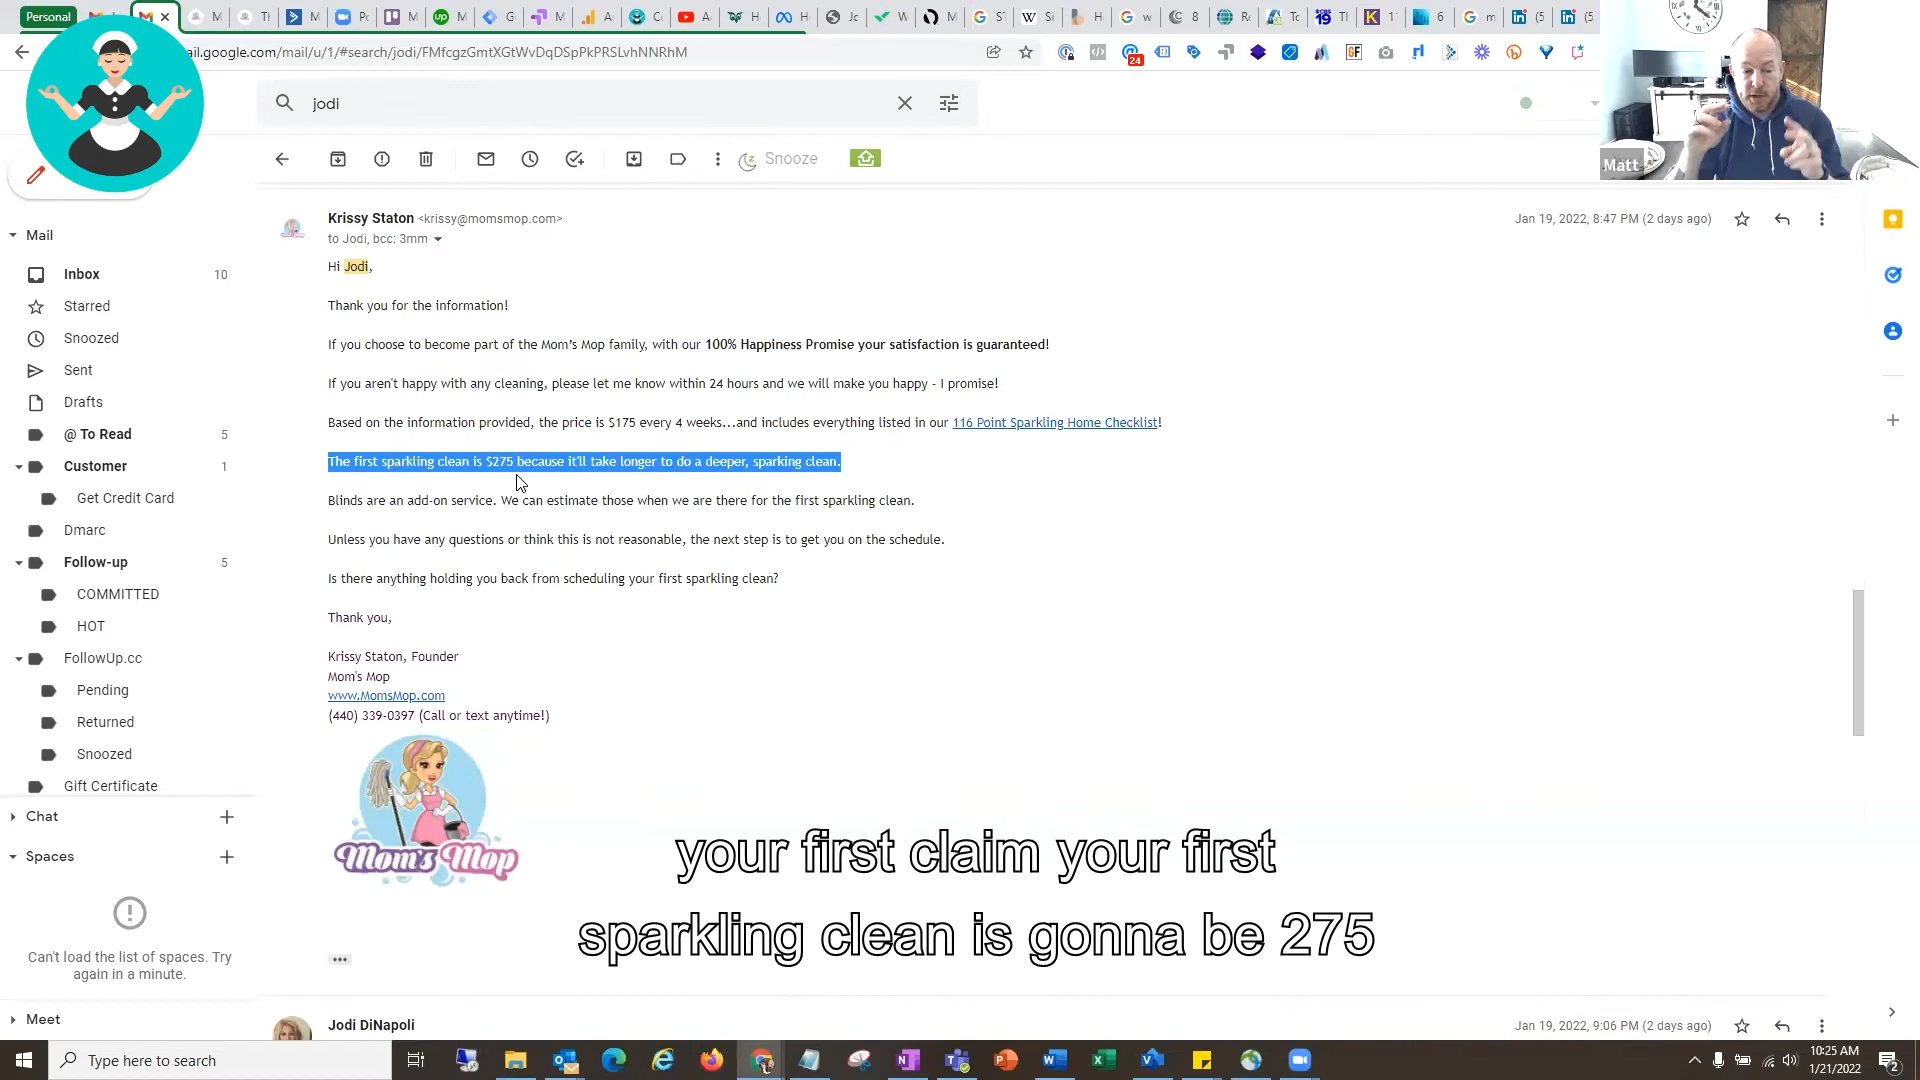 Personal
ail.google.com/mail/u/1/#search/jodi/FMfcgzGmtXGtWvDqDSpPkPRSLvhNNRhM
24
jodi
Snooze
Matt
Mail
Inbox 10
Starred
Snoozed
Sent
Drafts
@ To Read 5
Customer 1
Get Credit Card
Dmarc
Follow-up 5
COMMITTED
HOT
FollowUp.cc
Pending
Returned
Snoozed
Gift Certificate
Chat
Spaces
Can't load the list of spaces. Try
again in a minute.
Meet
Krissy Staton <krissy@momsmop.com>
Jan 19, 2022, 8:47 PM (2 days ago)
to Jodi, bcc: 3mm
Hi Jodi,
Thank you for the information!
If you choose to become part of the Mom's Mop family, with our 100% Happiness Promise your satisfaction is guaranteed!
If you aren't happy with any cleaning, please let me know within 24 hours and we will make you happy - I promise!
Based on the information provided, the price is $175 every 4 weeks...and includes everything listed in our 116 Point Sparkling Home Checklist!
The first sparkling clean is $275 because it'll take longer to do a deeper, sparking clean.
Blinds are an add-on service. We can estimate those when we are there for the first sparkling clean.
Unless you have any questions or think this is not reasonable, the next step is to get you on the schedule.
Is there anything holding you back from scheduling your first sparkling clean?
Thank you,
Krissy Staton, Founder
Mom's Mop
www.MomsMop.com
(440) 339-0397 (Call or text anytime!)
Mom's Mop
your first claim your first
sparkling clean is gonna be 275
Jodi DiNapoli
Jan 19, 2022, 9:06 PM (2 days ago)
Type here to search
10:25 AM
1/21/2022
2